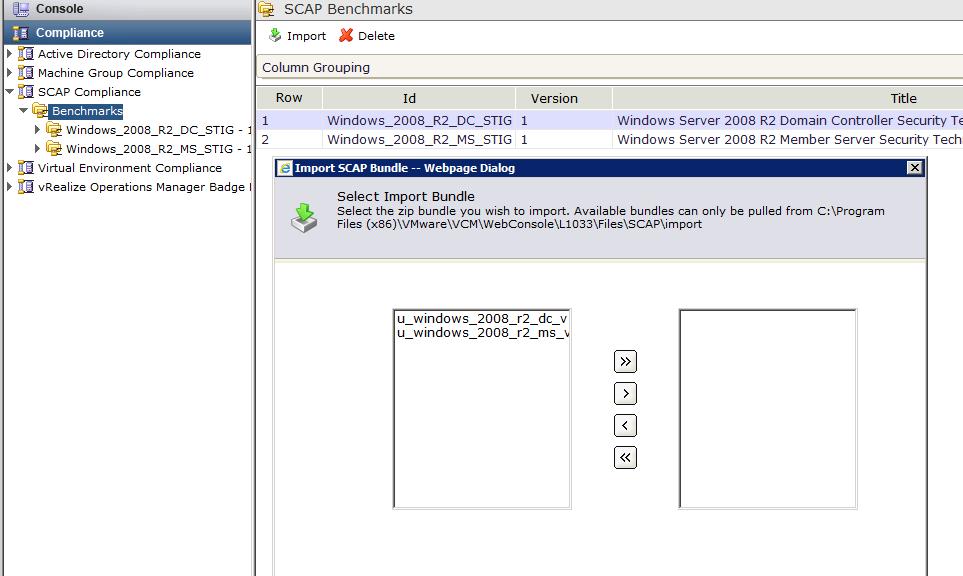 Console
SCAP Benchmarks
Compliance
Import Delete
Active Directory Compliance
Machine Group Compliance
SCAP Compliance
Benchmarks
Windows_2008_R2_DC_STIG - 1
Windows_2008_R2_MS_STIG - 1
Virtual Environment Compliance
vRealize Operations Manager Badge
Column Grouping
Row Id Version Title
1 Windows_2008_R2_DC_STIG 1 Windows Server 2008 R2 Domain Controller Security Te
2 Windows_2008_R2_MS_STIG 1 Windows Server 2008 R2 Member Server Security Techn
Import SCAP Bundle -- Webpage Dialog
Select Import Bundle
Select the zip bundle you wish to import. Available bundles can only be pulled from C:\Program
Files (x86)\VMware\VCM\WebConsole\L1033\Files\SCAP\import
u_windows_2008_r2_dc_v
u_windows_2008_r2_ms_v
>>
>
<
<<